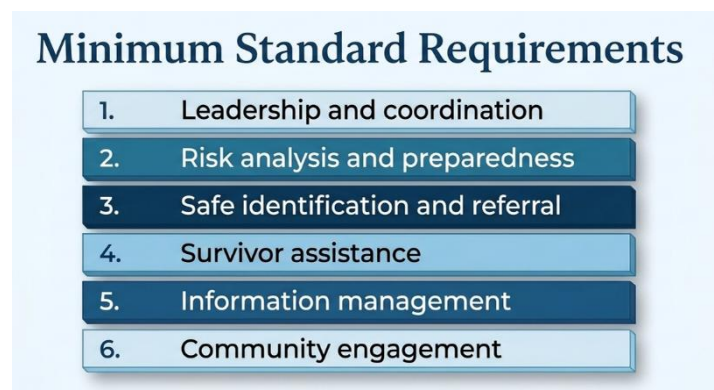 Minimum Standard Requirements
1. Leadership and coordination
2. Risk analysis and preparedness
3. Safe identification and referral
4. Survivor assistance
5. Information management
6. Community engagement